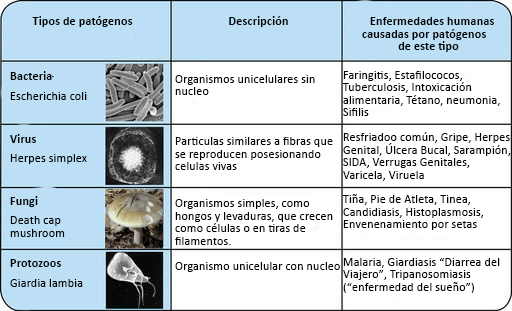 Tipos de patógenos
Descripción
Enfermedades humanas
causadas por patógenos
de este tipo
Bacteria
Escherichia coli
Organismos unicelulares sin
nucleo
Faringitis, Estafilococos,
Tuberculosis, Intoxicación
alimentaria, Tétano, neumonia,
Sifilis
Virus
Herpes simplex
Particulas similares a fibras que
se reproducen posesionando
celulas vivas
Resfriadoo común, Gripe, Herpes
Genital, Úlcera Bucal, Sarampión,
SIDA, Verrugas Genitales,
Varicela, Viruela
Fungi
Death cap
mushroom
Organismos simples, como
hongos y levaduras, que crecen
como células o en tiras de
filamentos.
Tiña, Pie de Atleta, Tinea,
Candidiasis, Histoplasmosis,
Envenenamiento por setas
Protozoos
Giardia lambia
Organismo unicelular con nucleo
Malaria, Giardiasis “Diarrea del
Viajero”, Tripanosomiasis
(“enfermedad del sueño”)